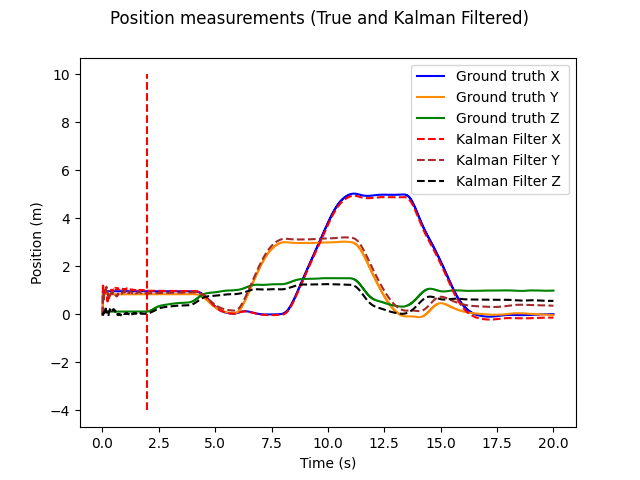 Position measurements (True and Kalman Filtered)
Ground truth X
Ground truth Y
Ground truth Z
Kalman Filter X
Kalman Filter Y
Kalman Filter Z
Position (m)
10
8
6
4
2
0
−2
−4
0.0 2.5 5.0 7.5 10.0 12.5 15.0 17.5 20.0
Time (s)